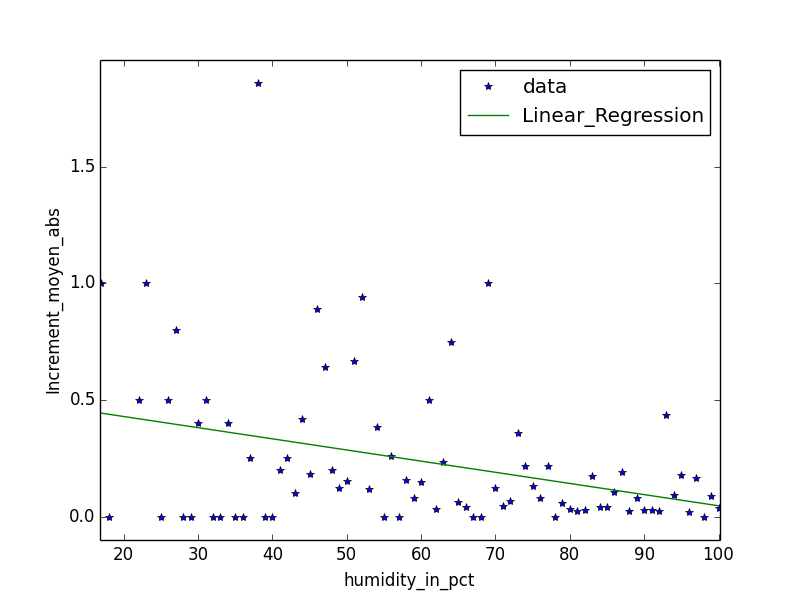 data
Linear_Regression
1.5
1.0
0.5
0.0
Increment_moyen_abs
20 30 40 50 60 70 80 90 100
humidity_in_pct